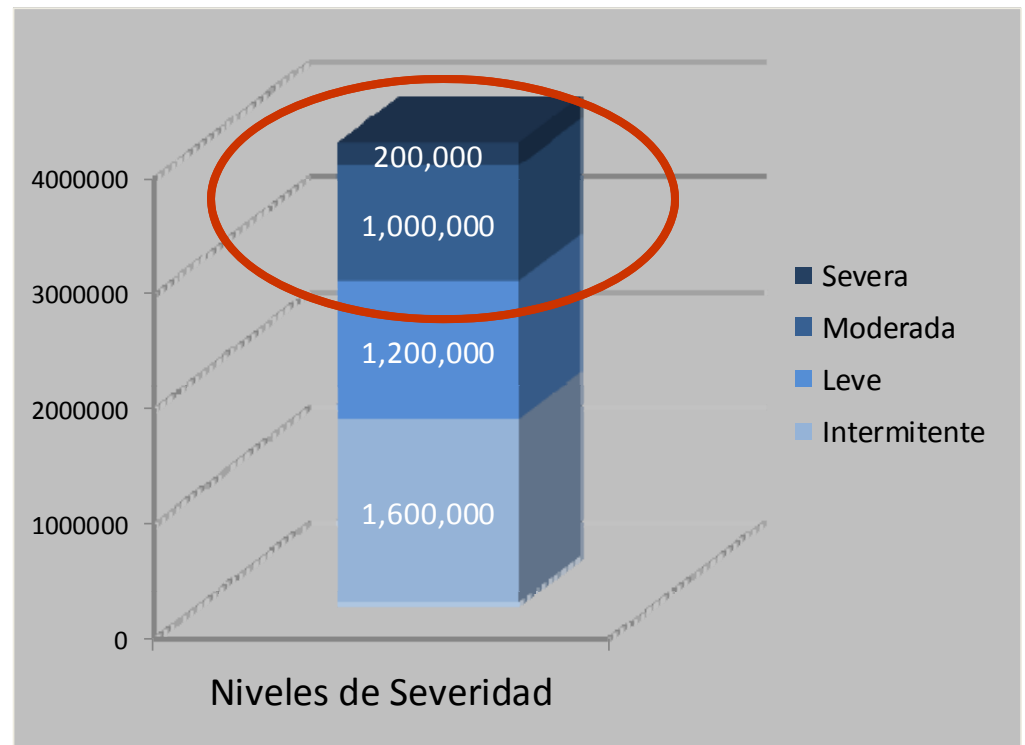 4000000
3000000
2000000
1000000
0
200,000
1,000,000
1,200,000
1,600,000
Severa
Moderada
Leve
Intermitente
Niveles de Severidad